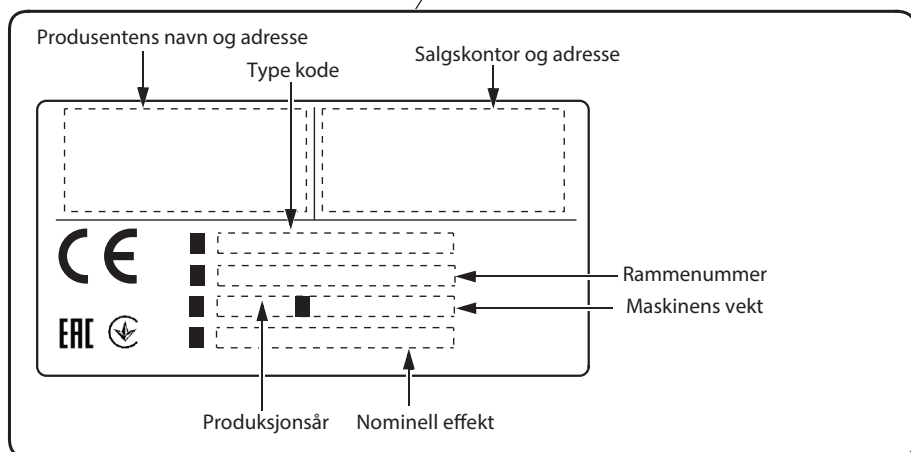 Produsentens navn og adresse
Salgskontor og adresse
Type kode
CE
Rammenummer
Maskinens vekt
EAC
Produksjonsår
Nominell effekt